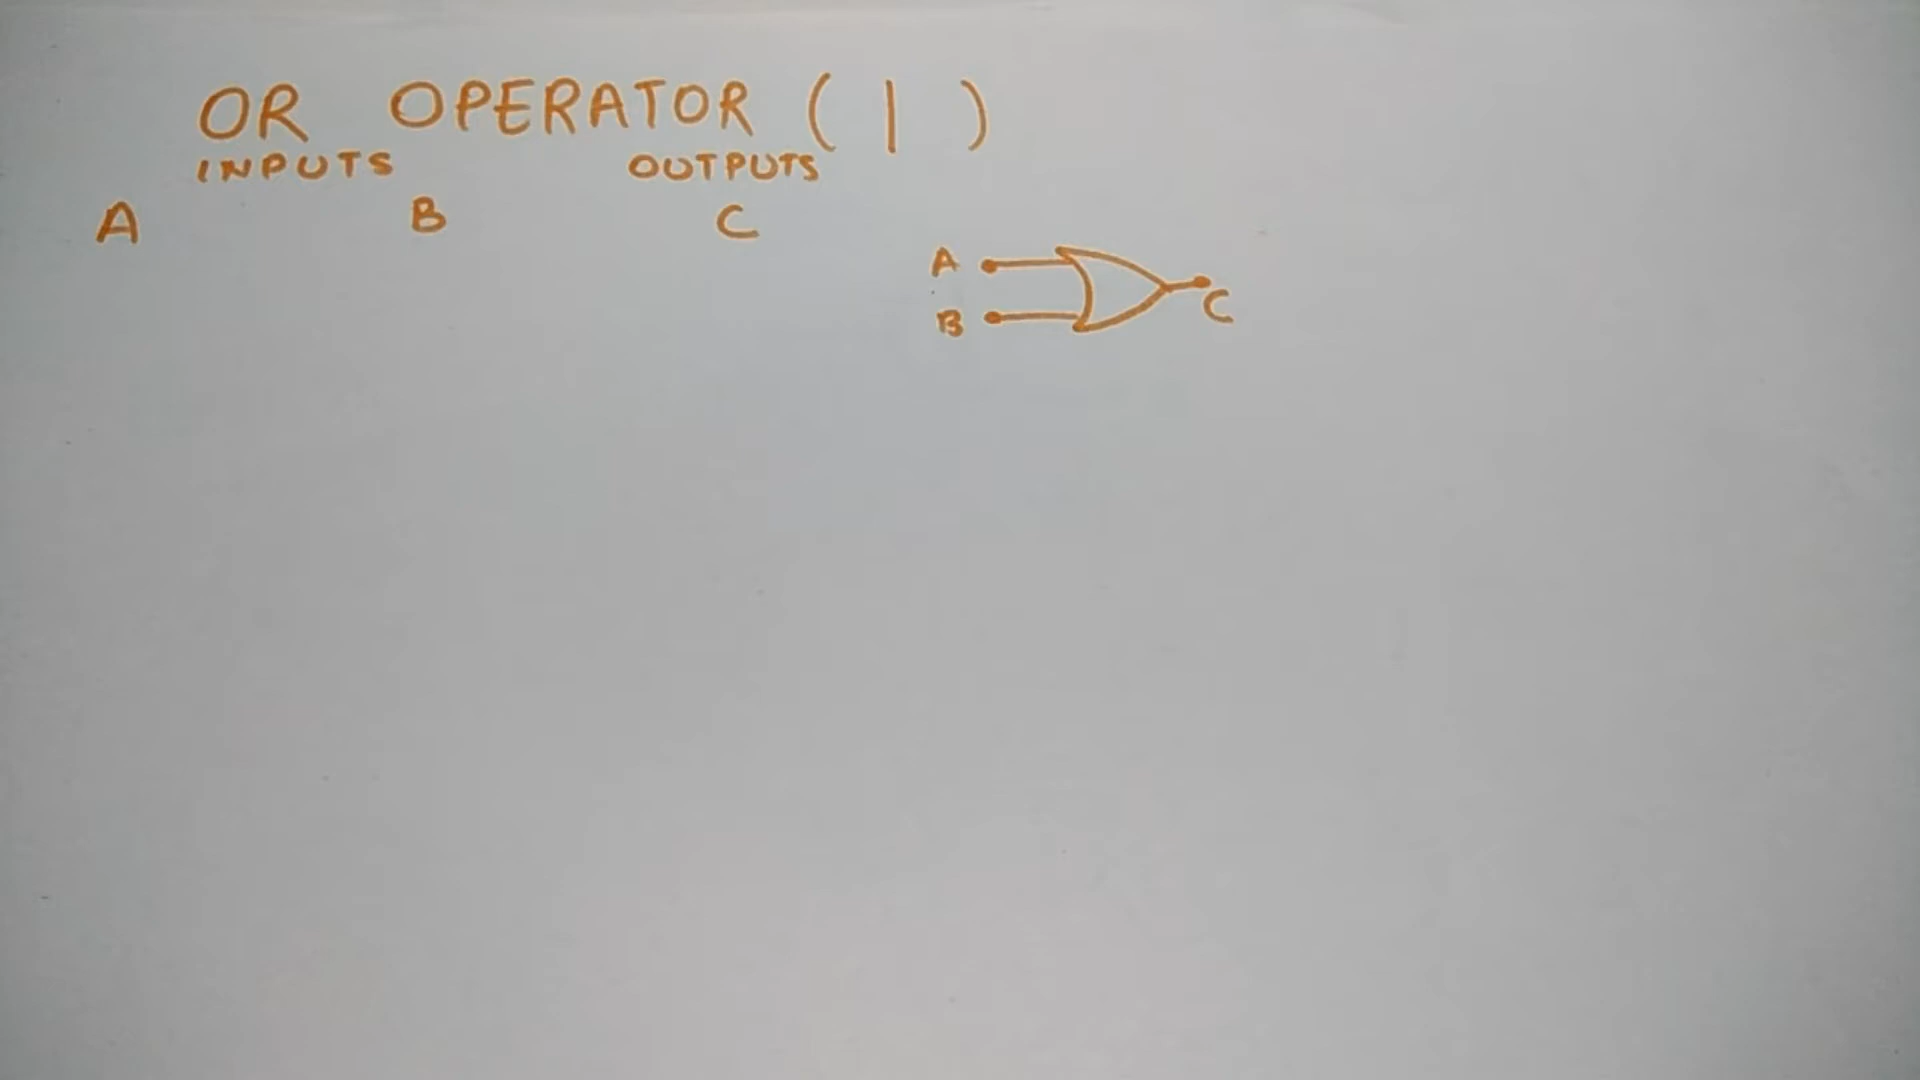 OR OPERATOR ( | )
INPUTS OUTPUTS
A B C
A
B
C